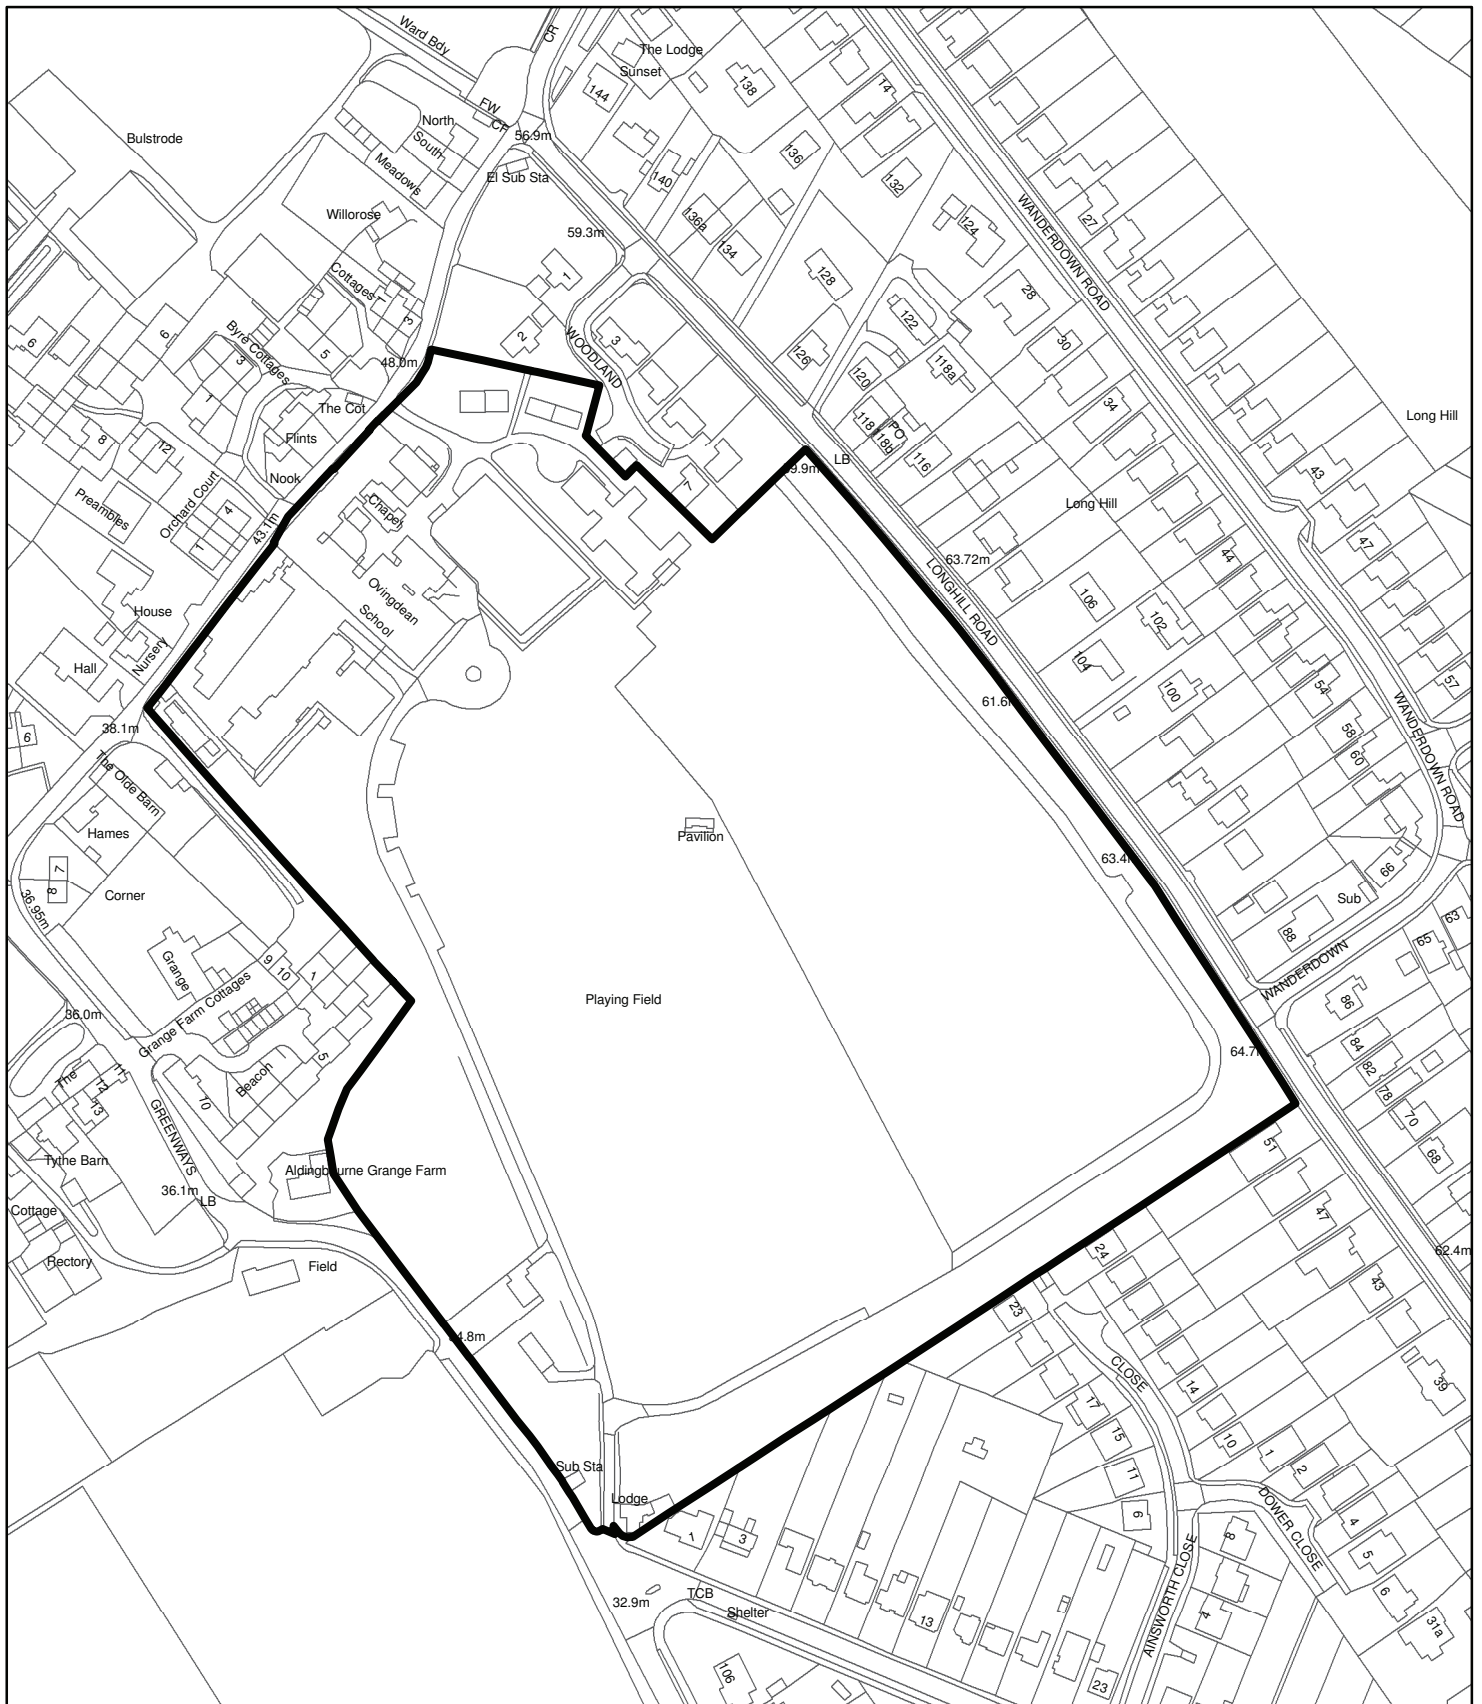 Ward Bdy
CR
The Lodge
Sunset
144
138
14
Bulstrode
North
South
Meadows
FW
CF
56.9m
El Sub Sta
140
136
132
136a
134
124
27
WANDERDOWN ROAD
Willorose
59.3m
1
128
28
Cottages
1
3
2
WOODLAND
3
122
126
30
6
6
Byre Cottages
3
5
1
48.0m
120
118a
34
The Cot
Flints
118
118b
PO
116
Long Hill
8
12
Nook
Orchard Court
4
1
Preambles
43.1m
Chapel
7
LB
43
Long Hill
47
44
63.72m
LONGHILL ROAD
House
Nursery
Hall
Ovingdean
School
106
102
104
100
54
57
58
60
WANDERDOWN ROAD
6
38.1m
The Olde Barn
Hames
7
8
Corner
36.95m
Pavilion
66
Sub
88
WANDERDOWN
63
65
Grange
9
10
1
Grange Farm Cottages
Playing Field
36.0m
86
84
82
78
70
68
The
11
12
13
10
Beacon
5
GREENWAYS
Tythe Barn
36.1m
LB
Aldingbourne Grange Farm
Cottage
Rectory
Field
51
47
24
62.4m
43
23
39
CLOSE
14
17
15
10
11
1
2
6
4
DOWER CLOSE
8
5
6
31a
4
AINSWORTH CLOSE
Sub Sta
Lodge
1
3
13
TCB
32.9m
Shelter
106
23